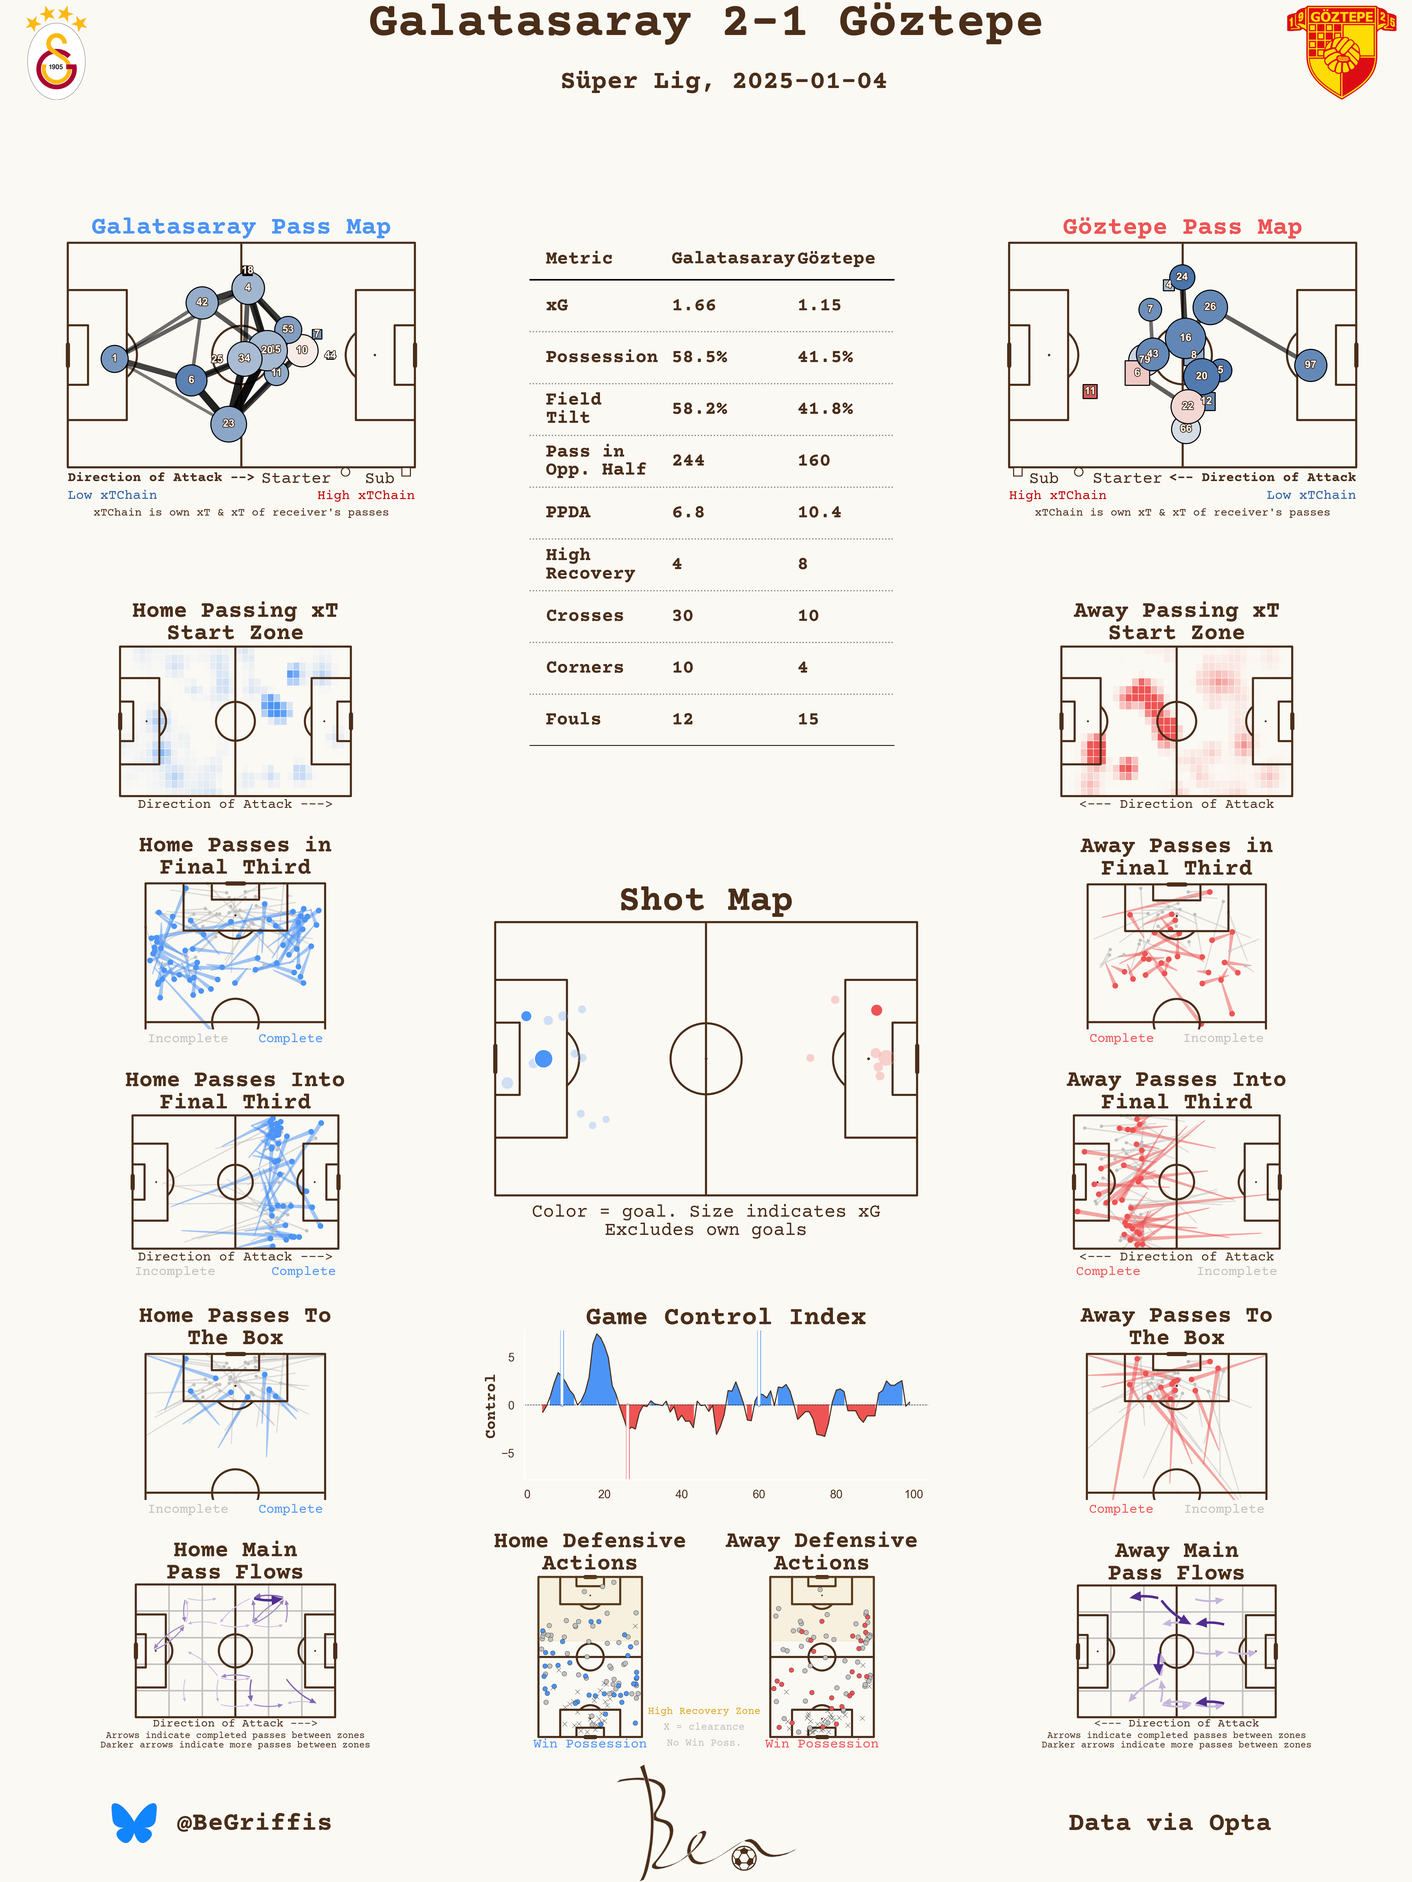 Galatasaray 2-1 Göztepe
Süper Lig, 2025-01-04
1905
19 GÖZTEPE 25
Galatasaray Pass Map
18
4
42
53
7
20
10
44
1
25
34
11
6
23
Direction of Attack --> Starter Sub
Low xTChain High xTChain
xTChain is own xT & xT of receiver's passes
Metric Galatasaray Göztepe
xG 1.66 1.15
Possession 58.5% 41.5%
Field
Tilt 58.2% 41.8%
Pass in
Opp. Half 244 160
PPDA 6.8 10.4
High
Recovery 4 8
Crosses 30 10
Corners 10 4
Fouls 12 15
Göztepe Pass Map
24
4
7
26
16
43
79
8
97
6
20
5
11
22
12
66
Sub Starter <-- Direction of Attack
High xTChain Low xTChain
xTChain is own xT & xT of receiver's passes
Home Passing xT
Start Zone
Direction of Attack --->
Away Passing xT
Start Zone
<--- Direction of Attack
Home Passes in
Final Third
Incomplete Complete
Away Passes in
Final Third
Complete Incomplete
Shot Map
Color = goal. Size indicates xG
Excludes own goals
Home Passes Into
Final Third
Direction of Attack --->
Incomplete Complete
Away Passes Into
Final Third
<--- Direction of Attack
Complete Incomplete
Home Passes To
The Box
Incomplete Complete
Game Control Index
Control
5
0
−5
0 20 40 60 80 100
Away Passes To
The Box
Complete Incomplete
Home Main
Pass Flows
Direction of Attack --->
Arrows indicate completed passes between zones
Darker arrows indicate more passes between zones
Home Defensive
Actions
Win Possession
Away Defensive
Actions
Win Possession
High Recovery Zone
X = clearance
No Win Poss.
Away Main
Pass Flows
<--- Direction of Attack
Arrows indicate completed passes between zones
Darker arrows indicate more passes between zones
@BeGriffis
Ben
Data via Opta